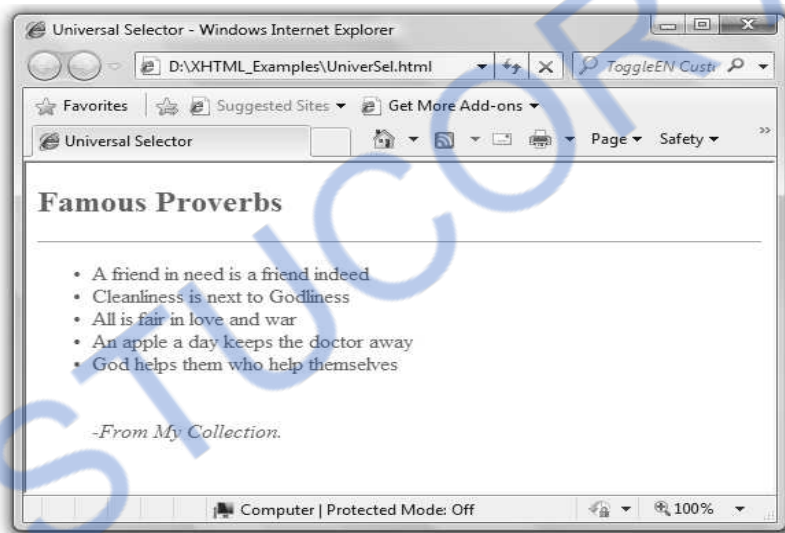 Universal Selector - Windows Internet Explorer
D:\XHTML_Examples\UniverSel.html
ToggleEN Custo
Favorites Suggested Sites Get More Add-ons
Universal Selector Page Safety »
Famous Proverbs
• A friend in need is a friend indeed
• Cleanliness is next to Godliness
• All is fair in love and war
• An apple a day keeps the doctor away
• God helps them who help themselves
-From My Collection.
Computer | Protected Mode: Off 100%
STUCOR